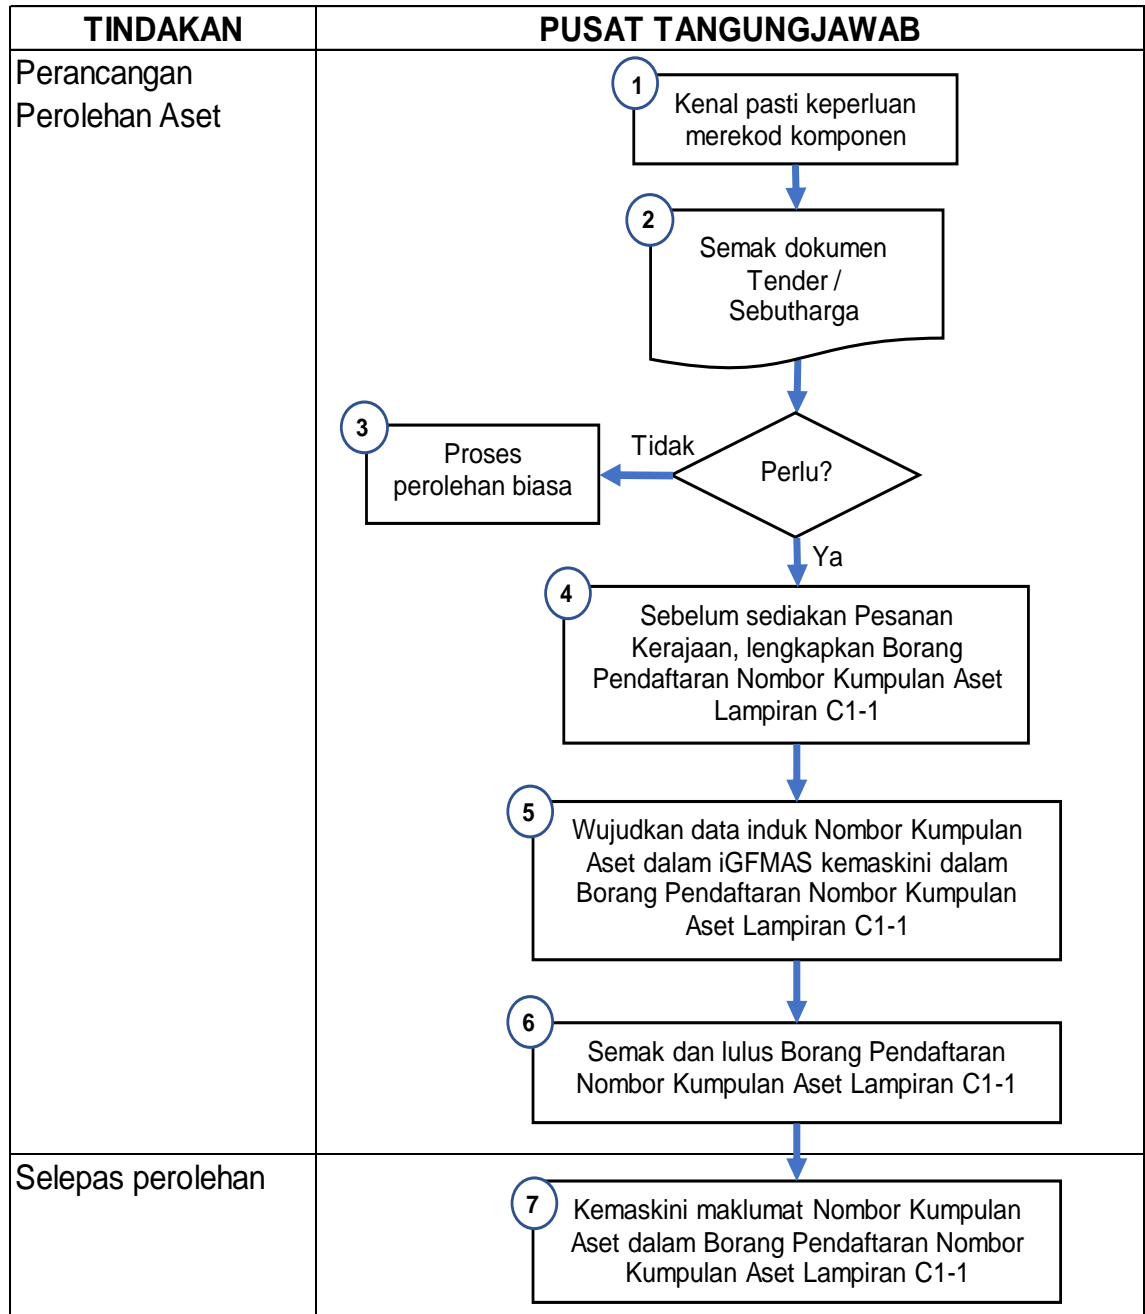 TINDAKAN
PUSAT TANGUNGJAWAB
Perancangan
Perolehan Aset
1
Kenal pasti keperluan
merekod komponen
2
Semak dokumen
Tender /
Sebutharga
3
Proses
perolehan biasa
Tidak
Perlu?
Ya
4
Sebelum sediakan Pesanan
Kerajaan, lengkapkan Borang
Pendaftaran Nombor Kumpulan Aset
Lampiran C1-1
5
Wujudkan data induk Nombor Kumpulan
Aset dalam iGFMAS kemaskini dalam
Borang Pendaftaran Nombor Kumpulan
Aset Lampiran C1-1
6
Semak dan lulus Borang Pendaftaran
Nombor Kumpulan Aset Lampiran C1-1
Selepas perolehan
7
Kemaskini maklumat Nombor Kumpulan
Aset dalam Borang Pendaftaran Nombor
Kumpulan Aset Lampiran C1-1